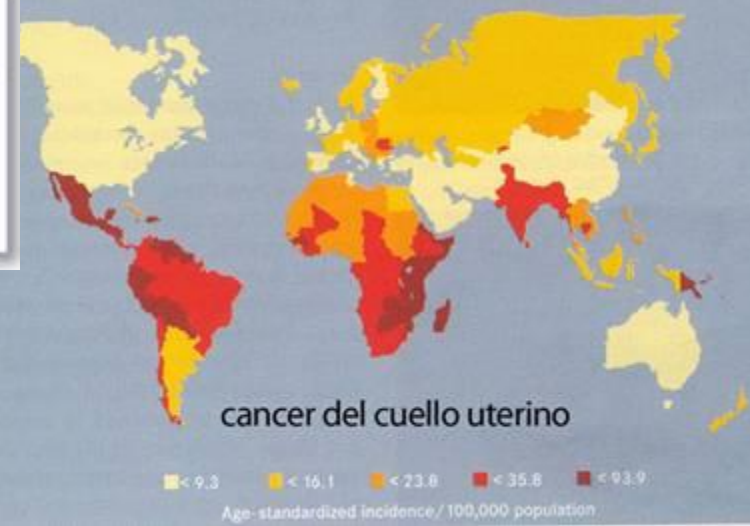 cancer del cuello uterino
< 9.3 < 16.1 < 23.8 < 35.8 < 93.9
Age-standardized incidence/100,000 population